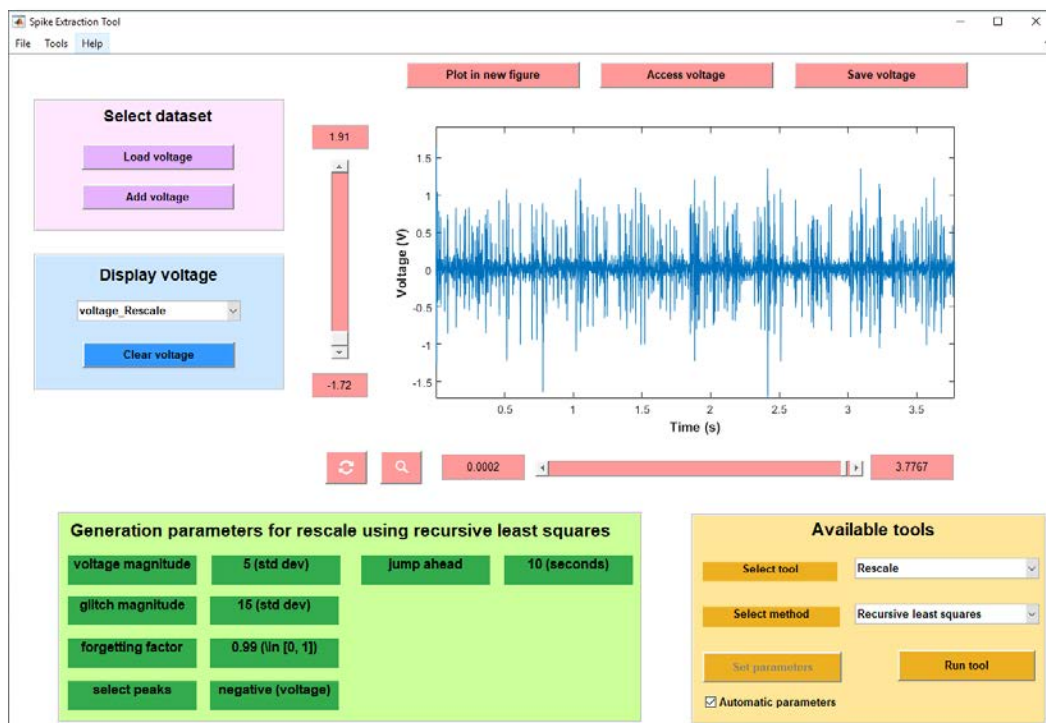 Spike Extraction Tool
File Tools Help
Plot in new figure
Access voltage
Save voltage
Select dataset
Load voltage
Add voltage
Display voltage
voltage_Rescale
Clear voltage
1.91
-1.72
Voltage (V)
1.5
1
0.5
0
-0.5
-1
-1.5
0.5 1 1.5 2 2.5 3 3.5
Time (s)
0.0002
3.7767
Generation parameters for rescale using recursive least squares
voltage magnitude 5 (std dev) jump ahead 10 (seconds)
glitch magnitude 15 (std dev)
forgetting factor 0.99 (\in [0, 1])
select peaks negative (voltage)
Available tools
Select tool Rescale
Select method Recursive least squares
Set parameters Run tool
Automatic parameters